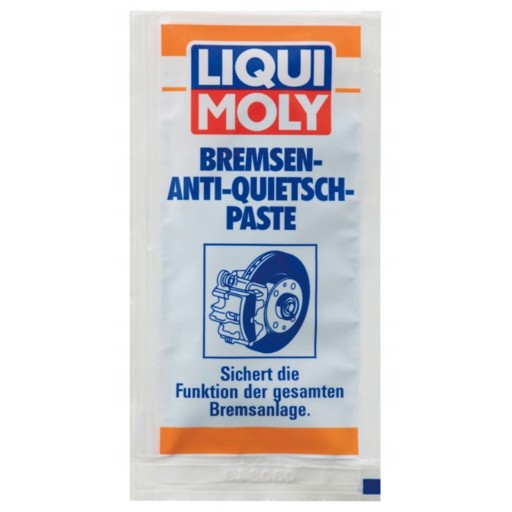 LIQUI
MOLY
BREMSEN-
ANTI-QUIETSCH-
PASTE
Sichert die
Funktion der gesamten
Bremsanlage.